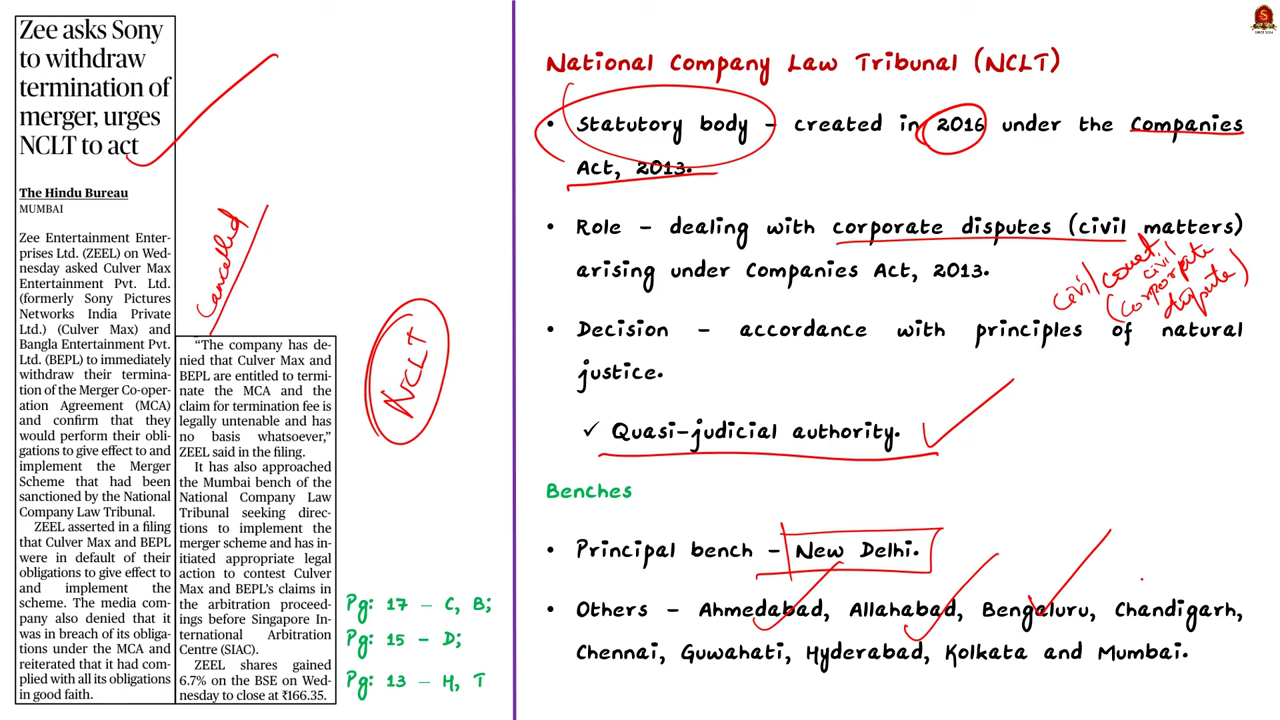 Zee asks Sony
to withdraw
termination of
merger, urges
NCLT to act
The Hindu Bureau
MUMBAI
Zee Entertainment Enter-
prises Ltd. (ZEEL) on Wed-
nesday asked Culver Max
Entertainment Pvt. Ltd.
(formerly Sony Pictures
Networks India Private
Ltd.) (Culver Max) and
Bangla Entertainment Pvt.
Ltd. (BEPL) to immediately
withdraw their termina-
tion of the Merger Co-oper-
ation Agreement (MCA)
and confirm that they
would perform their obli-
gations to give effect to and
implement the Merger
Scheme that had been
sanctioned by the National
Company Law Tribunal.
ZEEL asserted in a filing
that Culver Max and BEPL
were in default of their
obligations to give effect to
and implement the
scheme. The media com-
pany also denied that it
was in breach of its obliga-
tions under the MCA and
reiterated that it had com-
plied with all its obligations
in good faith.
Cancelled
“The company has de-
nied that Culver Max and
BEPL are entitled to termi-
nate the MCA and the
claim for termination fee is
legally untenable and has
no basis whatsoever,”
ZEEL said in the filing.
It has also approached
the Mumbai bench of the
National Company Law
Tribunal seeking direc-
tions to implement the
merger scheme and has in-
itiated appropriate legal
action to contest Culver
Max and BEPL’s claims in
the arbitration proceed-
ings before Singapore In-
ternational Arbitration
Centre (SIAC).
ZEEL shares gained
6.7% on the BSE on Wed-
nesday to close at ₹166.35.
NCLT
Pg: 17 – C, B;
Pg: 15 – D;
Pg: 13 – H, T
National Company Law Tribunal (NCLT)
• Statutory body – created in 2016 under the Companies
Act, 2013.
• Role – dealing with corporate disputes (civil matters)
arising under Companies Act, 2013.
civil court
(civil
corporate
dispute)
• Decision – accordance with principles of natural
justice.
✓ Quasi-judicial authority.
Benches
• Principal bench – New Delhi.
• Others – Ahmedabad, Allahabad, Bengaluru, Chandigarh,
Chennai, Guwahati, Hyderabad, Kolkata and Mumbai.